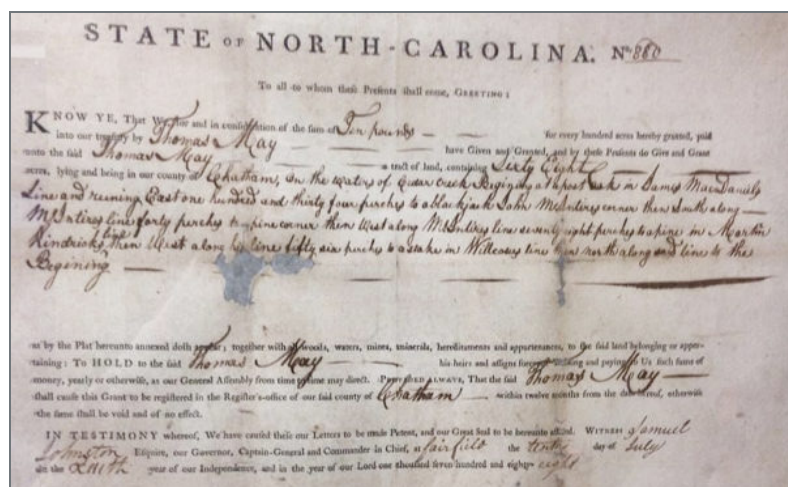 STATE OF NORTH-CAROLINA. No. 880
To all to whom these Presents shall come, GREETING:
KNOW YE, That We for and in consideration of the sum of Ten pounds for every hundred acres hereby granted, paid
into our treasury by Thomas May have Given and Granted, and by these Presents do Give and Grant
unto the said Thomas May a tract of land, containing Sixty Eight
acres, lying and being in our county of Chatham, on the waters of Cedar creek Begining at a post oak in James MacDaniels
Line and runing East one hundred and thirty four perches to a blackjack John McIntires corner then South along
McIntires line forty perches to a pine corner then West along McIntires line seventy eight perches to a pine in Martin
Kindricks line then West along his line fifty six perches to a stake in line then north along said line to the
Begining
as by the Plat hereunto annexed doth appear; together with all woods, waters, mines, minerals, hereditaments and appurtenances, to the said land belonging or apper-
taining: To HOLD to the said Thomas May his heirs and assigns forever. Yielding and paying to Us such sums of
money, yearly or otherwise, as our General Assembly from time to time may direct. PROVIDED ALWAYS, That the said Thomas May
shall cause this Grant to be registered in the Register's-office of our said county of Chatham within twelve months from the date hereof, otherwise
the same shall be void and of no effect.
IN TESTIMONY whereof, We have caused these our Letters to be made Patent, and our Great Seal to be hereunto affixed. WITNESS Samuel
Johnston Esquire, our Governor, Captain-General and Commander in Chief, at fairfield the tenth day of July
in the year of our Independence, and in the year of our Lord one thousand seven hundred and eighty-eight